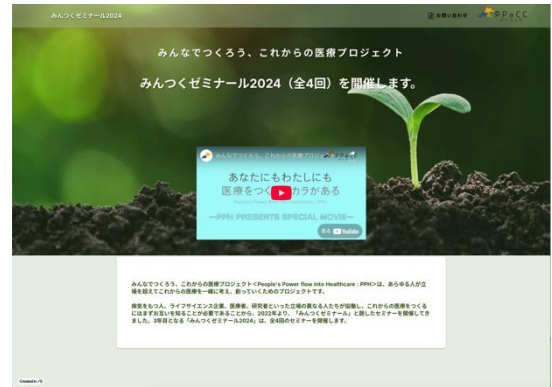 みんつくゼミナール2024
お問い合わせ
PPeCC
みんなでつくろう、これからの医療プロジェクト
みんつくゼミナール2024（全4回）を開催します。
みんなでつくろう、これからの医療プロジ
あなたにもわたしにも
医療をつくるチカラがある
People's Power flow into Healthcare : PPH
—PPH PRESENTS SPECIAL MOVIE—
見る YouTube
みんなでつくろう、これからの医療プロジェクト<People's Power flow into Healthcare : PPH>は、あらゆる人が立
場を超えてこれからの医療を一緒に考え、創っていくためのプロジェクトです。
病気をもつ人、ライフサイエンス企業、医療者、研究者といった立場の異なる人たちが協働し、これからの医療をつくる
にはまずお互いを知ることが必要であることから、2022年より、「みんつくゼミナール」と題したセミナーを開催してき
ました。3年目となる「みんつくゼミナール2024」は、全4回のセミナーを開催します。